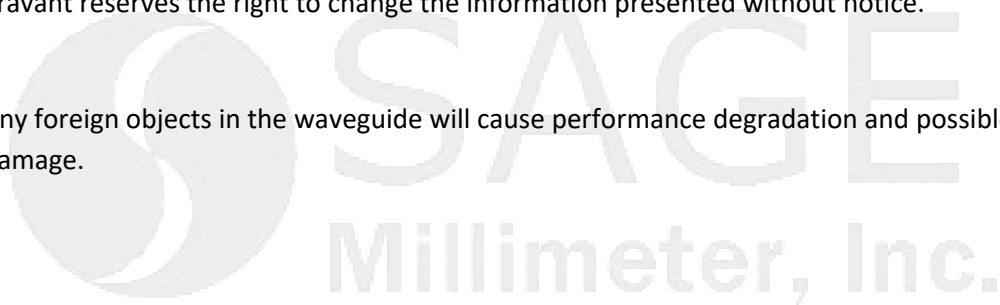 ravant reserves the right to change the information presented without notice.
ny foreign objects in the waveguide will cause performance degradation and possible
amage.
SAGE
Millimeter, Inc.